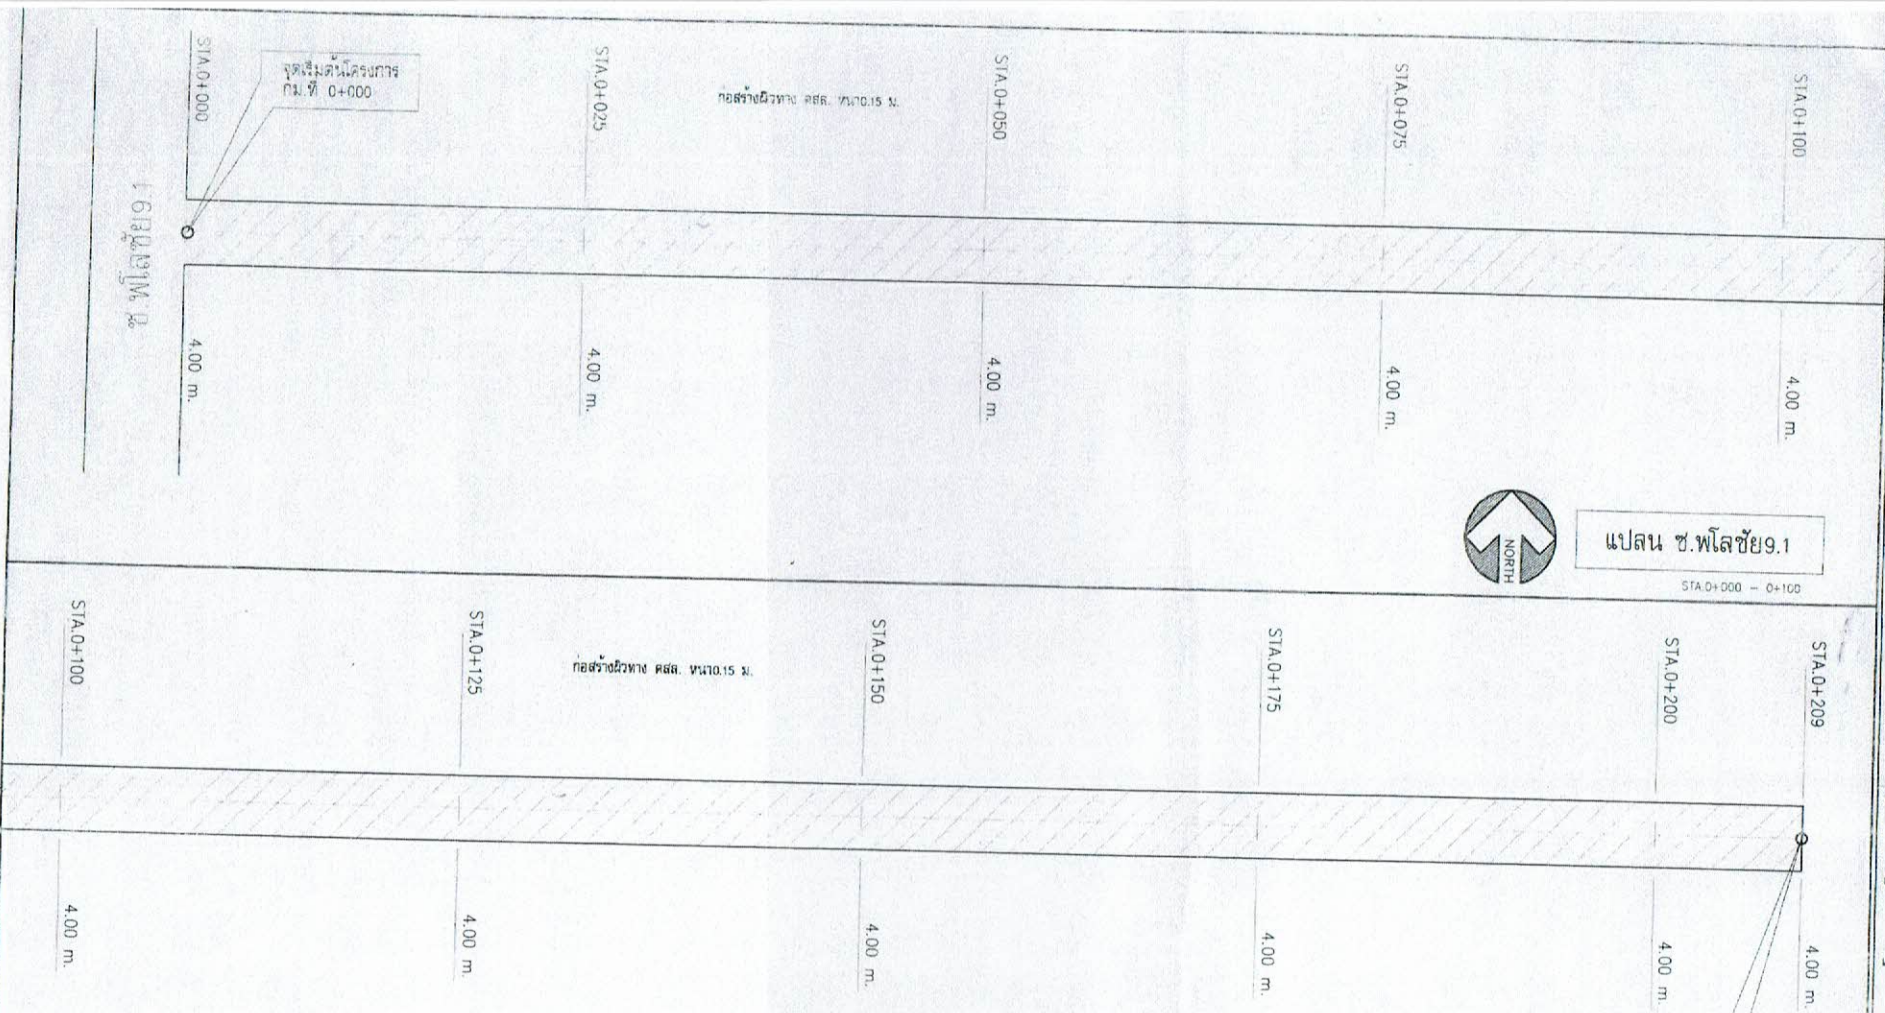 STA.0+000
จุดเริ่มต้นโครงการ
กม.ที่ 0+000
STA.0+025
ก่อสร้างผิวทาง คสล. หนา0.15 ม.
STA.0+050
STA.0+075
STA.0+100
ซ.พโลชัย9.1
4.00 m.
4.00 m.
4.00 m.
4.00 m.
4.00 m.
NORTH
แปลน ซ.พโลชัย9.1
STA.0+000 - 0+100
STA.0+100
STA.0+125
ก่อสร้างผิวทาง คสล. หนา0.15 ม.
STA.0+150
STA.0+175
STA.0+200
STA.0+209
4.00 m.
4.00 m.
4.00 m.
4.00 m.
4.00 m.
4.00 m.